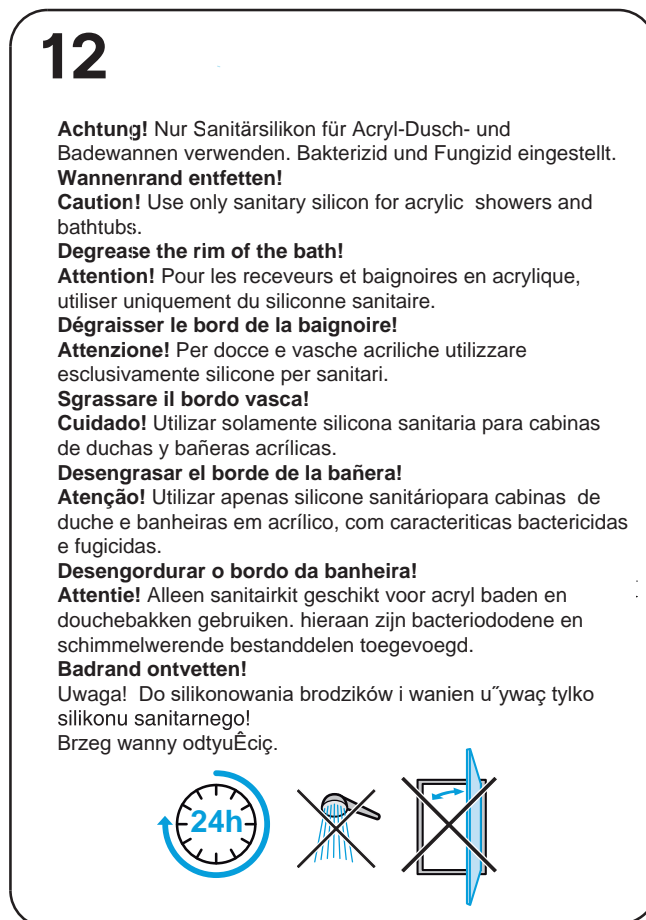 12
Achtung! Nur Sanitärsilikon für Acryl-Dusch- und
Badewannen verwenden. Bakterizid und Fungizid eingestellt.
Wannenrand entfetten!
Caution! Use only sanitary silicon for acrylic  showers and
bathtubs.
Degrease the rim of the bath!
Attention! Pour les receveurs et baignoires en acrylique,
utiliser uniquement du siliconne sanitaire.
Dégraisser le bord de la baignoire!
Attenzione! Per docce e vasche acriliche utilizzare
esclusivamente silicone per sanitari.
Sgrassare il bordo vasca!
Cuidado! Utilizar solamente silicona sanitaria para cabinas
de duchas y bañeras acrílicas.
Desengrasar el borde de la bañera!
Atenção! Utilizar apenas silicone sanitáriopara cabinas  de
duche e banheiras em acrílico, com caracteriticas bactericidas
e fugicidas.
Desengordurar o bordo da banheira!
Attentie! Alleen sanitairkit geschikt voor acryl baden en
douchebakken gebruiken. hieraan zijn bacteriododene en
schimmelwerende bestanddelen toegevoegd.
Badrand ontvetten!
Uwaga!  Do silikonowania brodzików i wanien u˝ywaç tylko
silikonu sanitarnego!
Brzeg wanny odtyuÊciç.
24h